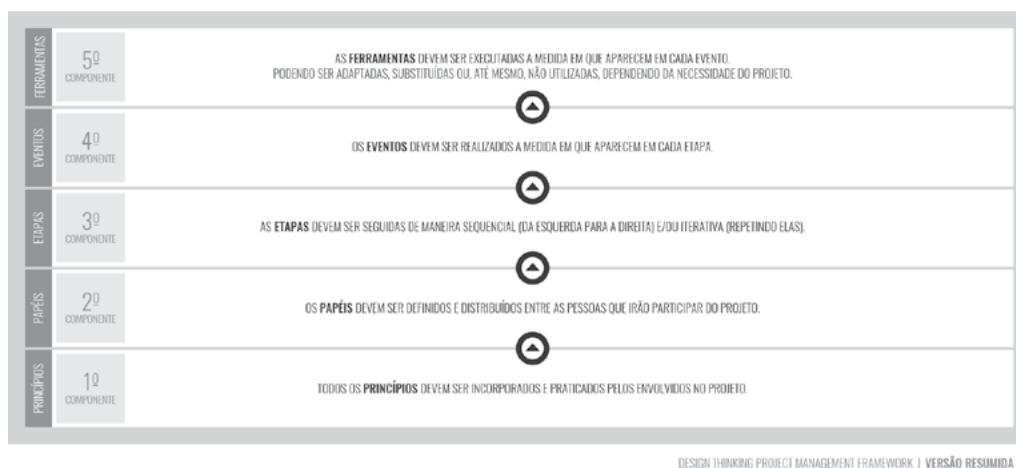 FERRAMENTAS
5º
COMPONENTE
AS FERRAMENTAS DEVEM SER EXECUTADAS A MEDIDA EM QUE APARECEM EM CADA EVENTO.
PODENDO SER ADAPTADAS, SUBSTITUÍDAS OU, ATÉ MESMO, NÃO UTILIZADAS, DEPENDENDO DA NECESSIDADE DO PROJETO.
EVENTOS
4º
COMPONENTE
OS EVENTOS DEVEM SER REALIZADOS A MEDIDA EM QUE APARECEM EM CADA ETAPA.
ETAPAS
3º
COMPONENTE
AS ETAPAS DEVEM SER SEGUIDAS DE MANEIRA SEQUENCIAL (DA ESQUERDA PARA A DIREITA) E/OU ITERATIVA (REPETINDO ELAS).
PAPÉIS
2º
COMPONENTE
OS PAPÉIS DEVEM SER DEFINIDOS E DISTRIBUÍDOS ENTRE AS PESSOAS QUE IRÃO PARTICIPAR DO PROJETO.
PRINCÍPIOS
1º
COMPONENTE
TODOS OS PRINCÍPIOS DEVEM SER INCORPORADOS E PRATICADOS PELOS ENVOLVIDOS NO PROJETO.
DESIGN THINKING PROJECT MANAGEMENT FRAMEWORK | VERSÃO RESUMIDA